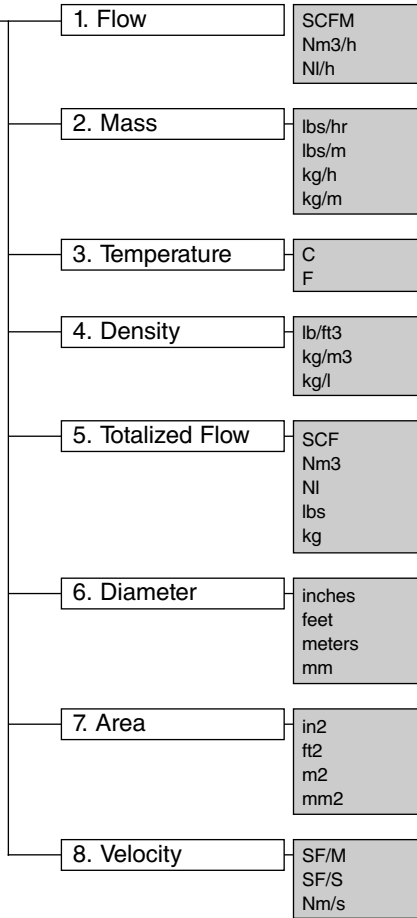 1. Flow
SCFM
Nm3/h
Nl/h
2. Mass
lbs/hr
lbs/m
kg/h
kg/m
3. Temperature
C
F
4. Density
lb/ft3
kg/m3
kg/l
5. Totalized Flow
SCF
Nm3
Nl
lbs
kg
6. Diameter
inches
feet
meters
mm
7. Area
in2
ft2
m2
mm2
8. Velocity
SF/M
SF/S
Nm/s